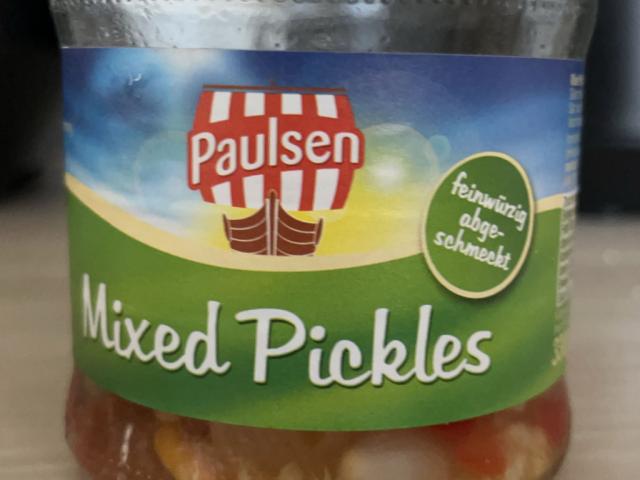 Paulsen
feinwürzig
abge-
schmeckt
Mixed Pickles